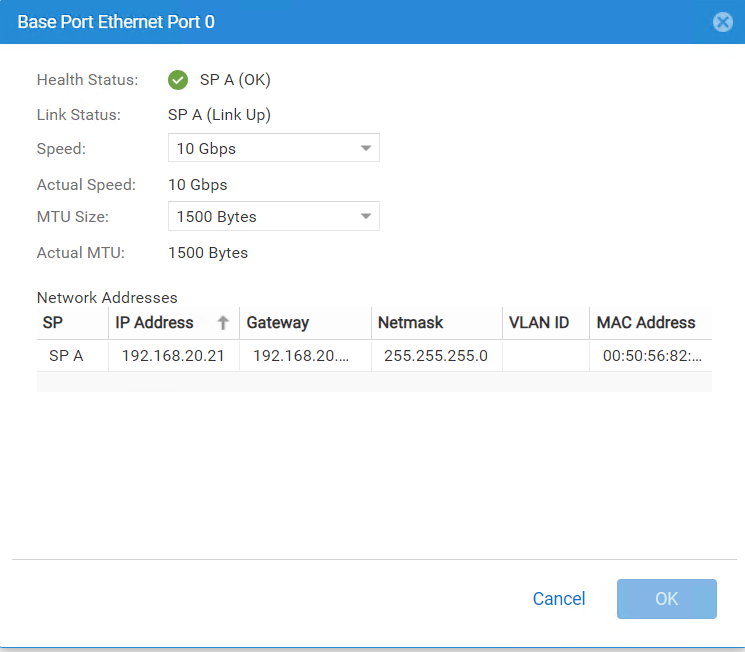 Base Port Ethernet Port 0
Health Status: SP A (OK)
Link Status: SP A (Link Up)
Speed: 10 Gbps
Actual Speed: 10 Gbps
MTU Size: 1500 Bytes
Actual MTU: 1500 Bytes
Network Addresses
SP IP Address Gateway Netmask VLAN ID MAC Address
SP A 192.168.20.21 192.168.20.... 255.255.255.0 00:50:56:82:...
Cancel OK